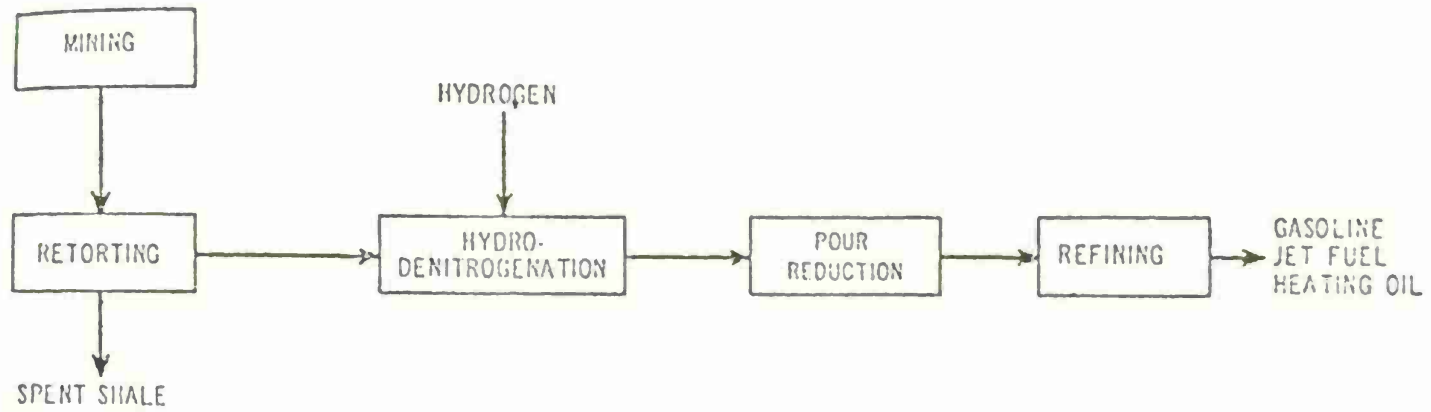 MINING
HYDROGEN
RETORTING
HYDRO-
DENITROGENATION
POUR
REDUCTION
REFINING
GASOLINE
JET FUEL
HEATING OIL
SPENT SHALE